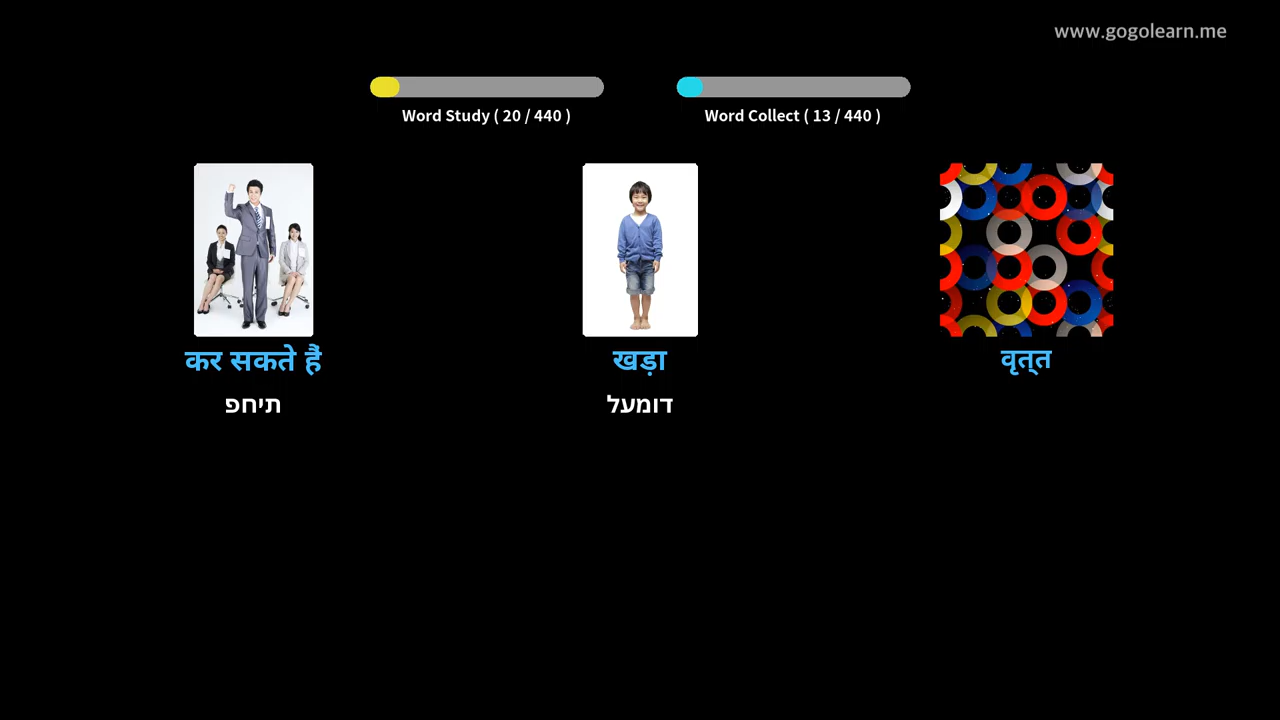 www.gogolearn.me
Word Study ( 20 / 440 )
Word Collect ( 13 / 440 )
कर सकते हैं
खड़ा
वृत्त
תיחפ
דומעל